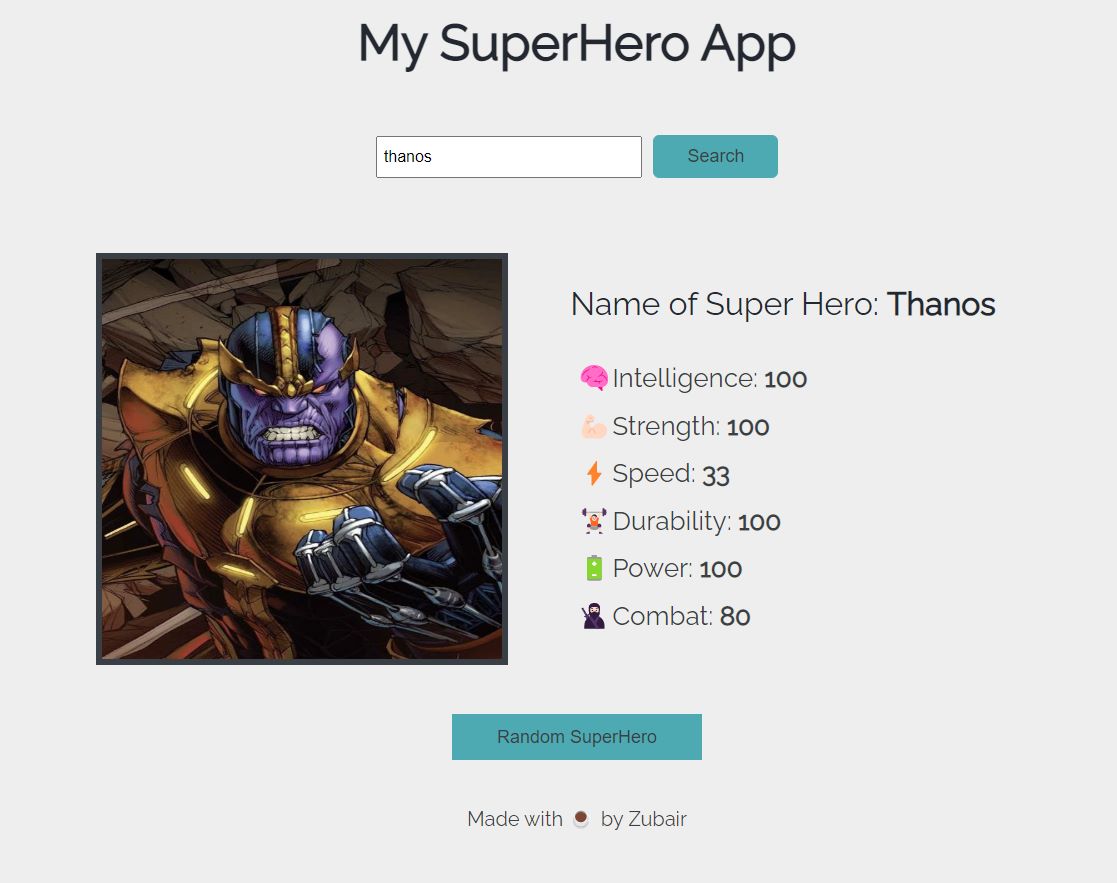 My SuperHero App
thanos
Search
Name of Super Hero: Thanos
Intelligence: 100
Strength: 100
Speed: 33
Durability: 100
Power: 100
Combat: 80
Random SuperHero
Made with ☕ by Zubair